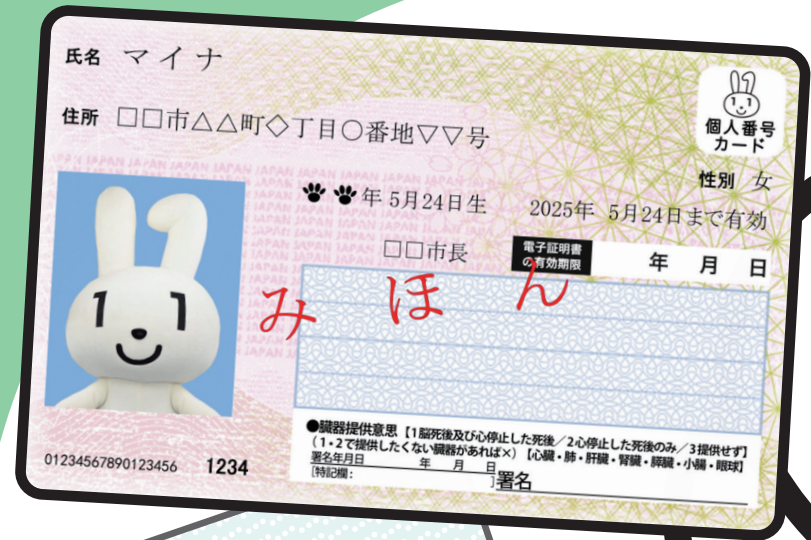 氏名 マイナ
住所 □□市△△町◇丁目○番地▽▽号
個人番号
カード
性別 女
年 5月24日生 2025年 5月24日まで有効
□□市長
電子証明書
の有効期限
年 月 日
みほん
JAPAN JAPAN JAPAN JAPAN JAPAN
●臓器提供意思【1脳死後及び心停止した死後/2心停止した死後のみ/3提供せず】
(1・2で提供したくない臓器があれば×)【心臓・肺・肝臓・腎臓・膵臓・小腸・眼球】
署名年月日 年 月 日
[特記欄: ]署名
01234567890123456 1234